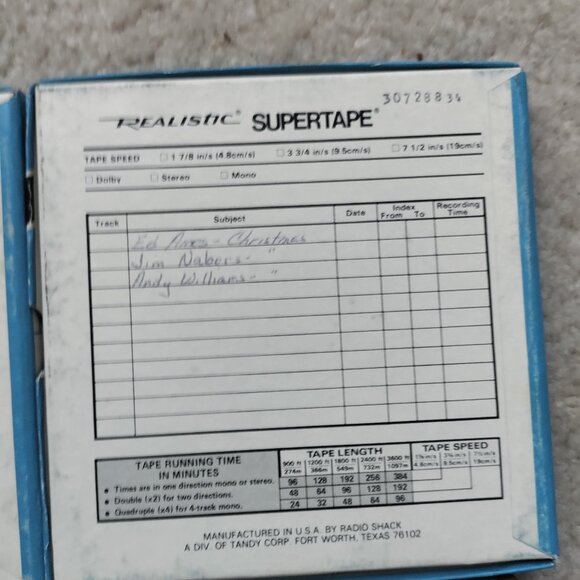 30728834
REALISTIC® SUPERTAPE®
TAPE SPEED □ 1 7/8 in/s (4.8cm/s) □ 3 3/4 in/s (9.5cm/s) □ 7 1/2 in/s (19cm/s)
□ Dolby □ Stereo □ Mono
Track Subject Date Index From To Recording Time
Ed Ames - Christmas
Jim Nabors - "
Andy Williams - "
TAPE RUNNING TIME IN MINUTES
• Times are in one direction mono or stereo.
• Double (x2) for two directions.
• Quadruple (x4) for 4-track mono.
TAPE LENGTH TAPE SPEED
900 ft 1200 ft 1800 ft 2400 ft 3600 ft 1⅞ in/s 3¾ in/s 7½ in/s
274m 366m 549m 732m 1097m 4.8cm/s 9.5cm/s 19cm/s
96 128 192 256 384
48 64 96 128 192
24 32 48 64 96
MANUFACTURED IN U.S.A. BY RADIO SHACK
A DIV. OF TANDY CORP. FORT WORTH, TEXAS 76102